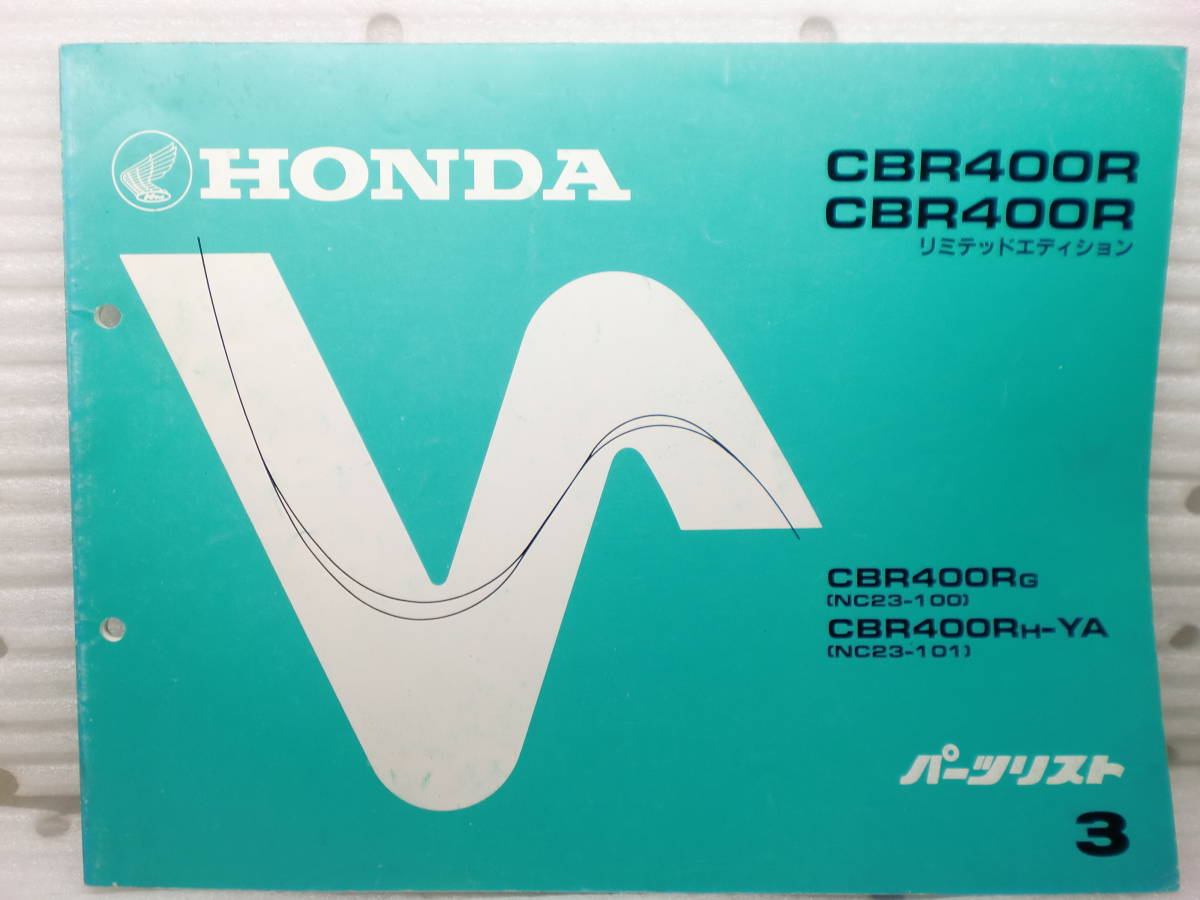 HONDA
CBR400R
CBR400R
リミテッドエディション
CBR400RG
(NC23-100)
CBR400RH-YA
(NC23-101)
パーツリスト
3